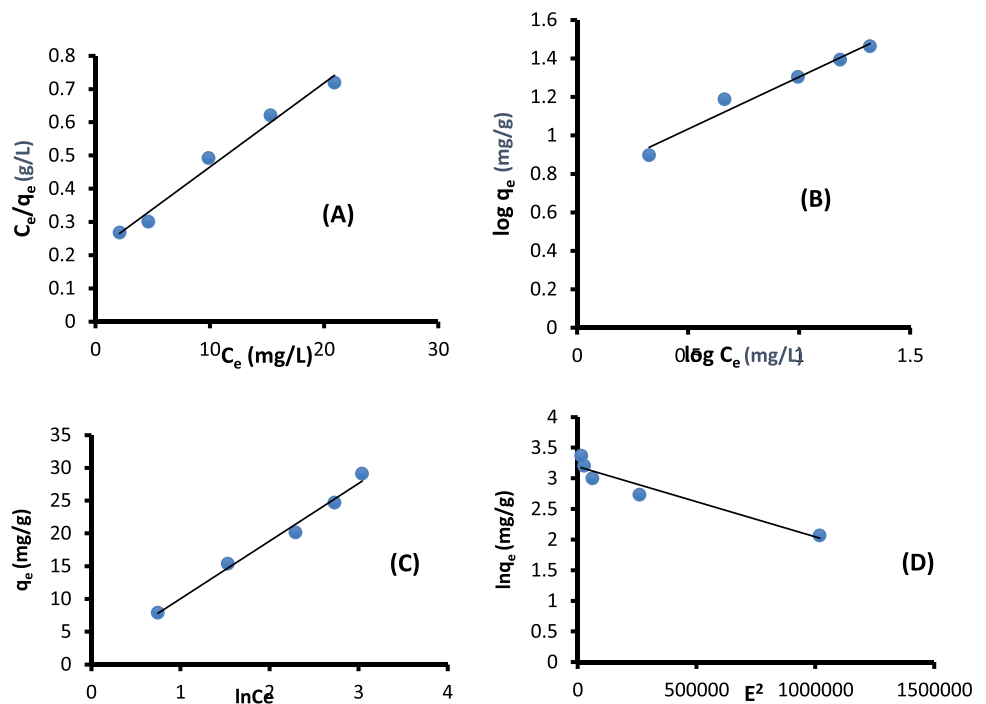 0.8
0.7
0.6
0.5
0.4
0.3
0.2
0.1
0
Cₑ/qₑ (g/L)
(A)
0 10 20 30
Cₑ (mg/L)
1.6
1.4
1.2
1
0.8
0.6
0.4
0.2
0
log qₑ (mg/g)
(B)
0 0.5 1 1.5
log Cₑ (mg/L)
35
30
25
20
15
10
5
0
qₑ (mg/g)
(C)
0 1 2 3 4
lnCe
4
3.5
3
2.5
2
1.5
1
0.5
0
lnqₑ (mg/g)
(D)
0 500000 1000000 1500000
E²